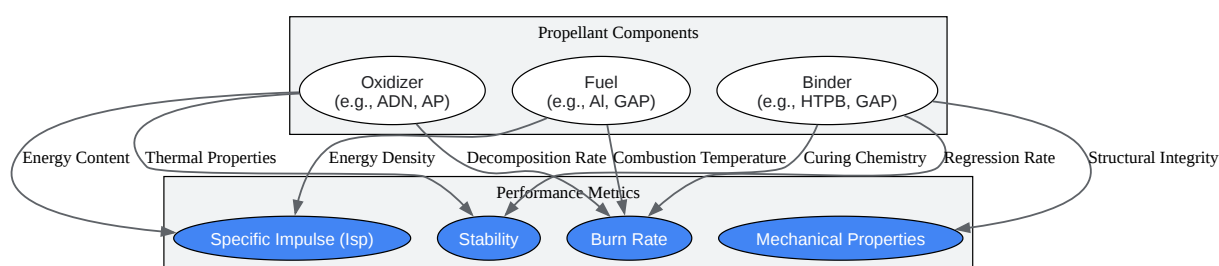 Propellant Components
Oxidizer
(e.g., ADN, AP)
Fuel
(e.g., Al, GAP)
Binder
(e.g., HTPB, GAP)
Energy Content
Thermal Properties
Energy Density
Decomposition Rate
Combustion Temperature
Curing Chemistry
Regression Rate
Structural Integrity
Performance Metrics
Specific Impulse (Isp)
Stability
Burn Rate
Mechanical Properties